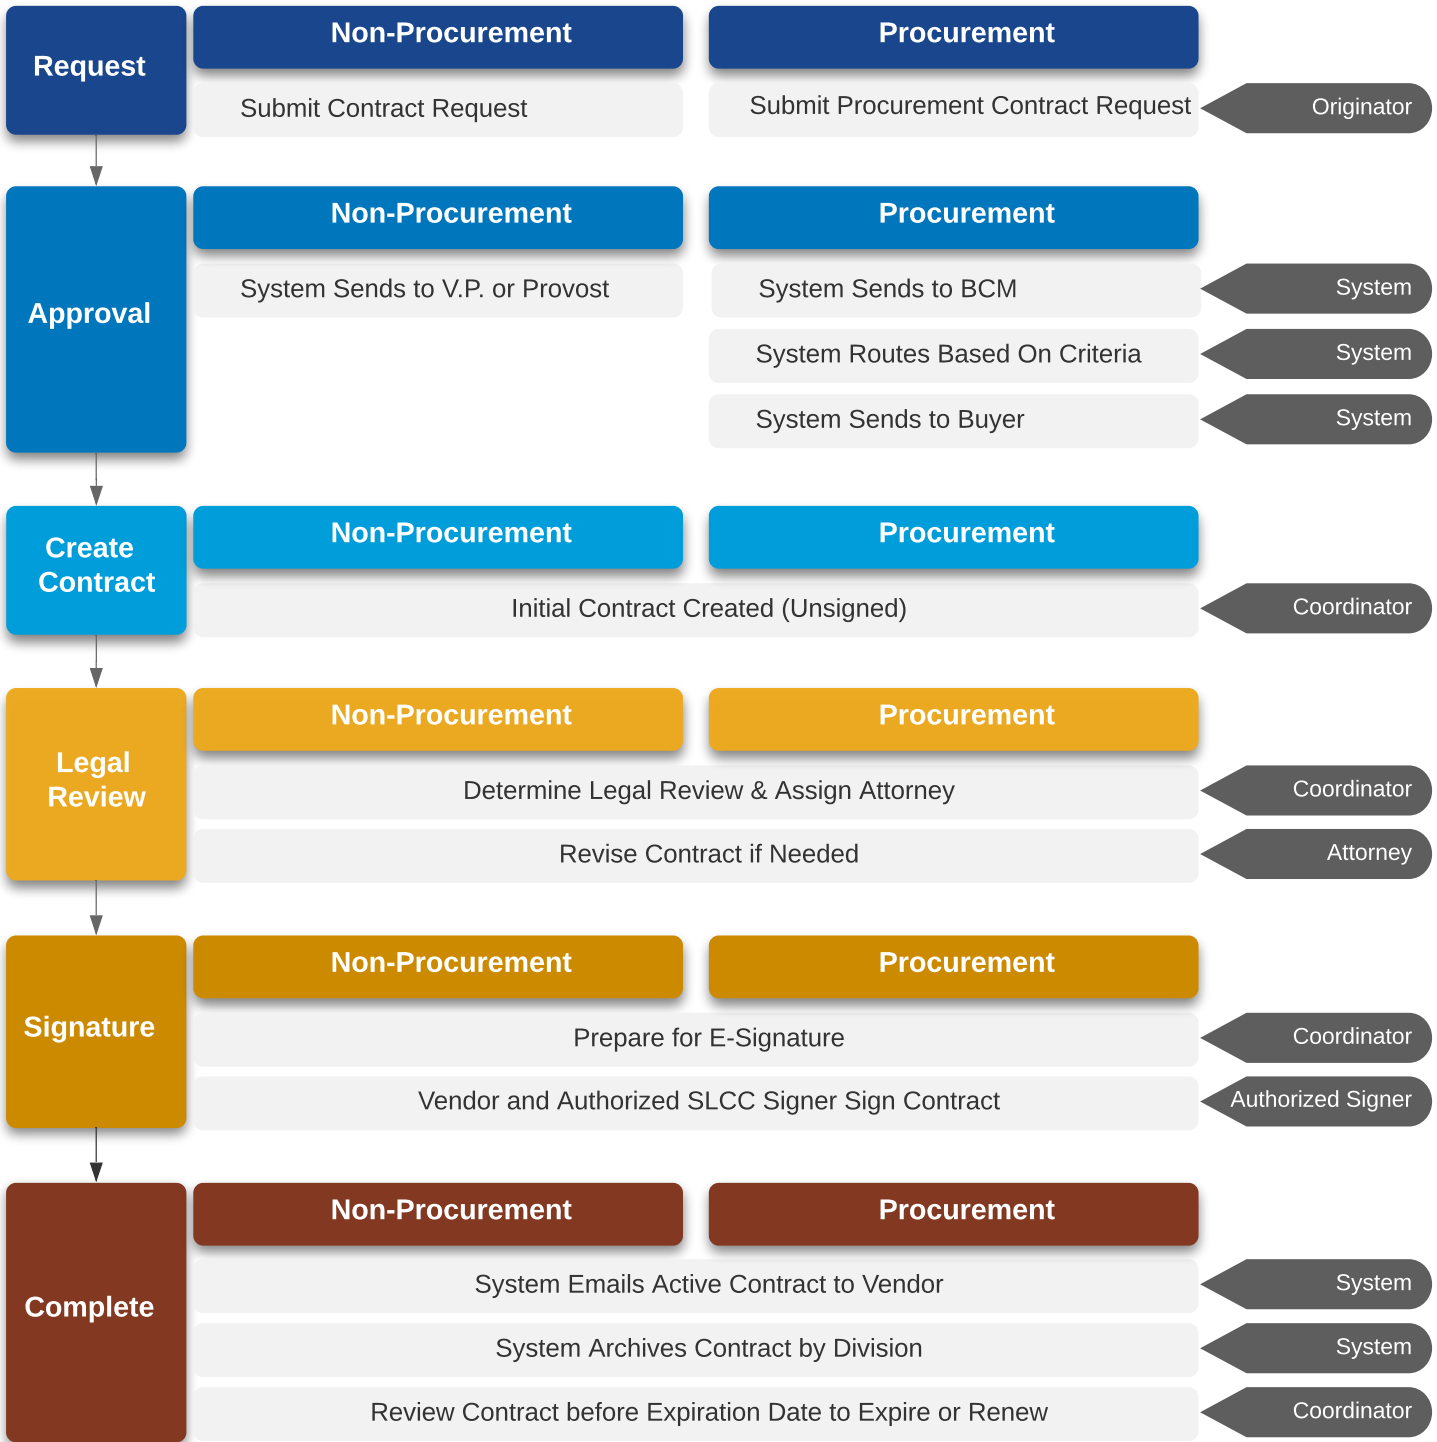 Request
Non-Procurement
Procurement
Submit Contract Request
Submit Procurement Contract Request
Originator
Approval
Non-Procurement
Procurement
System Sends to V.P. or Provost
System Sends to BCM
System
System Routes Based On Criteria
System
System Sends to Buyer
System
Create
Contract
Non-Procurement
Procurement
Initial Contract Created (Unsigned)
Coordinator
Legal
Review
Non-Procurement
Procurement
Determine Legal Review & Assign Attorney
Coordinator
Revise Contract if Needed
Attorney
Signature
Non-Procurement
Procurement
Prepare for E-Signature
Coordinator
Vendor and Authorized SLCC Signer Sign Contract
Authorized Signer
Complete
Non-Procurement
Procurement
System Emails Active Contract to Vendor
System
System Archives Contract by Division
System
Review Contract before Expiration Date to Expire or Renew
Coordinator